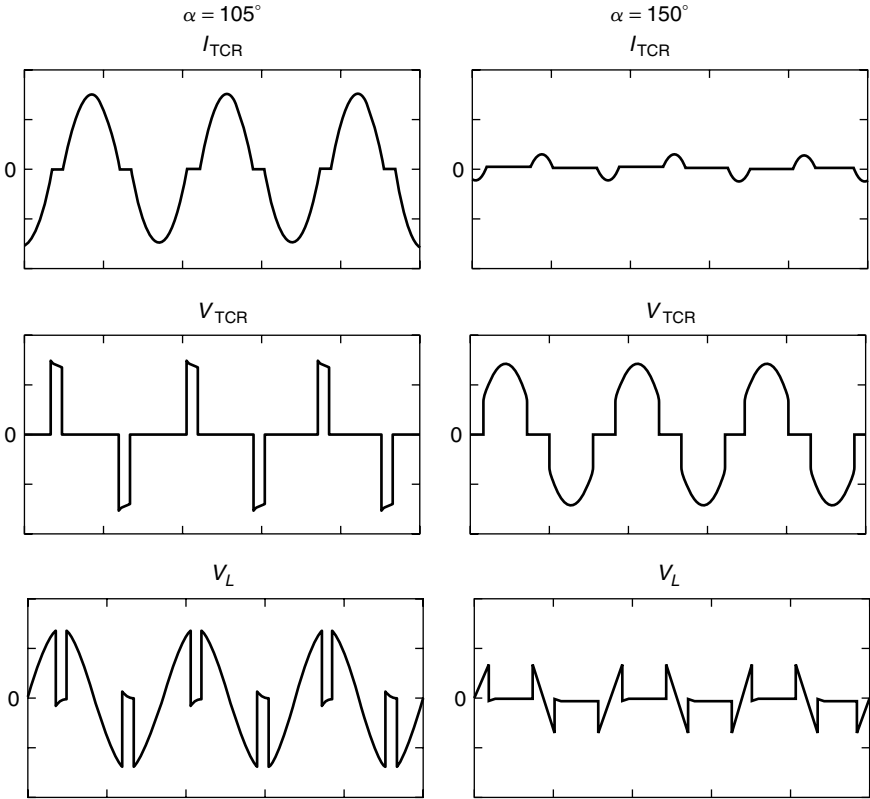 α = 105°
I_TCR
0
α = 150°
I_TCR
0
V_TCR
0
V_TCR
0
V_L
0
V_L
0